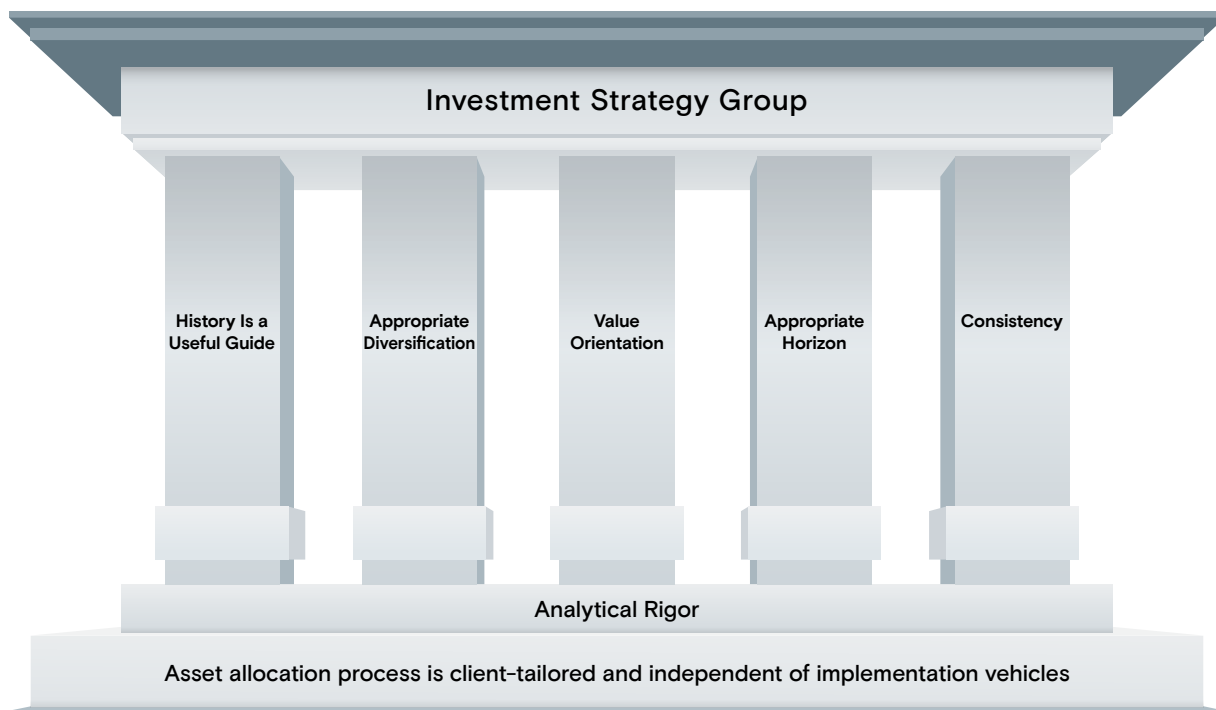 Investment Strategy Group
History Is a
Useful Guide
Appropriate
Diversification
Value
Orientation
Appropriate
Horizon
Consistency
Analytical Rigor
Asset allocation process is client-tailored and independent of implementation vehicles